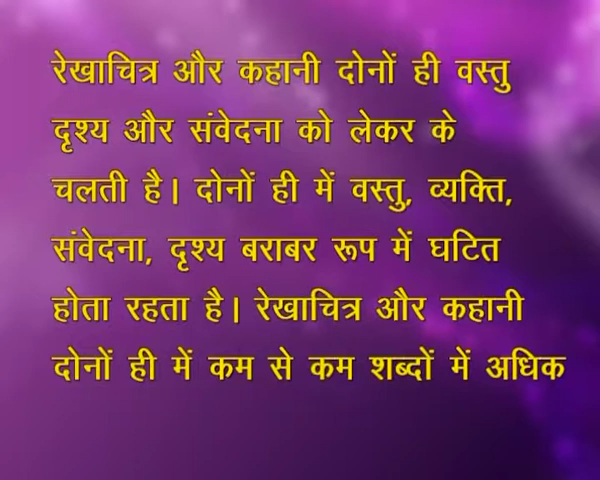 रेखाचित्र और कहानी दोनों ही वस्तु
दृश्य और संवेदना को लेकर के
चलती है। दोनों ही में वस्तु, व्यक्ति,
संवेदना, दृश्य बराबर रूप में घटित
होता रहता है। रेखाचित्र और कहानी
दोनों ही में कम से कम शब्दों में अधिक